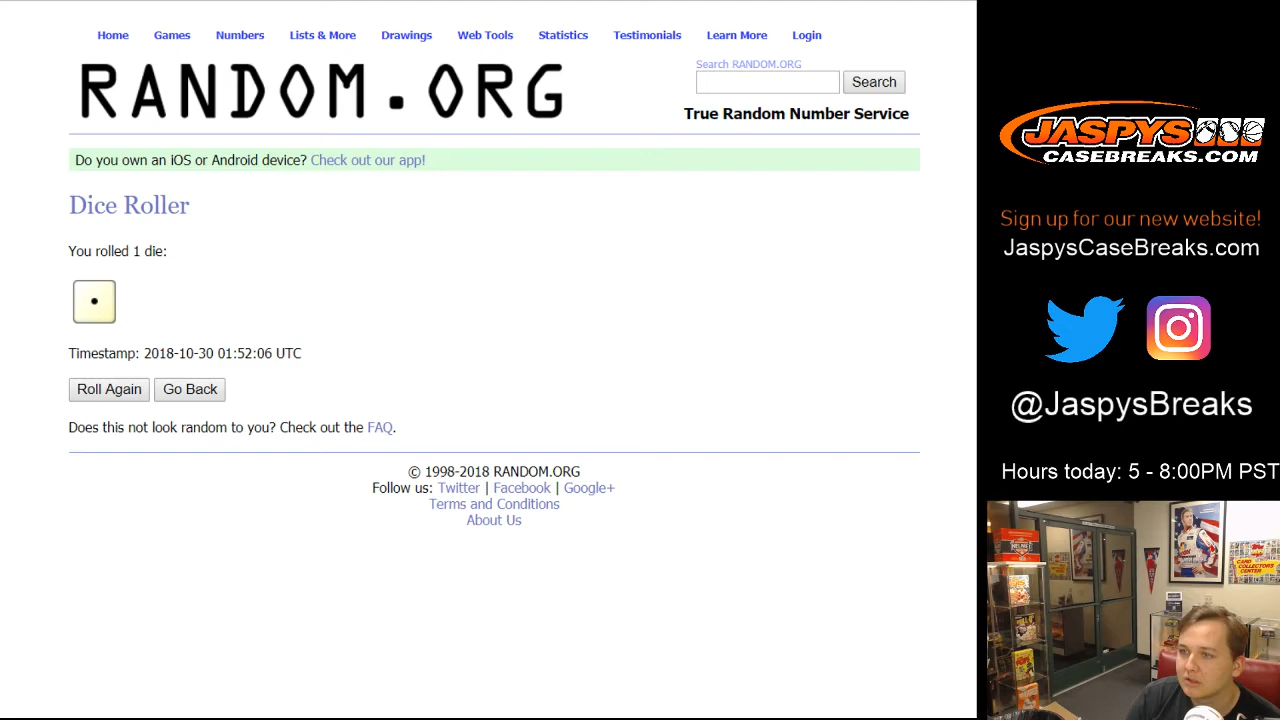 Home Games Numbers Lists & More Drawings Web Tools Statistics Testimonials Learn More Login
RANDOM.ORG
Search RANDOM.ORG
Search
True Random Number Service
Do you own an iOS or Android device? Check out our app!
Dice Roller
You rolled 1 die:
Timestamp: 2018-10-30 01:52:06 UTC
Roll Again Go Back
Does this not look random to you? Check out the FAQ.
© 1998-2018 RANDOM.ORG
Follow us: Twitter | Facebook | Google+
Terms and Conditions
About Us
JASPYS
CASEBREAKS.COM
Sign up for our new website!
JaspysCaseBreaks.com
@JaspysBreaks
Hours today: 5 - 8:00PM PST
CARD
COLLECTORS
CENTER